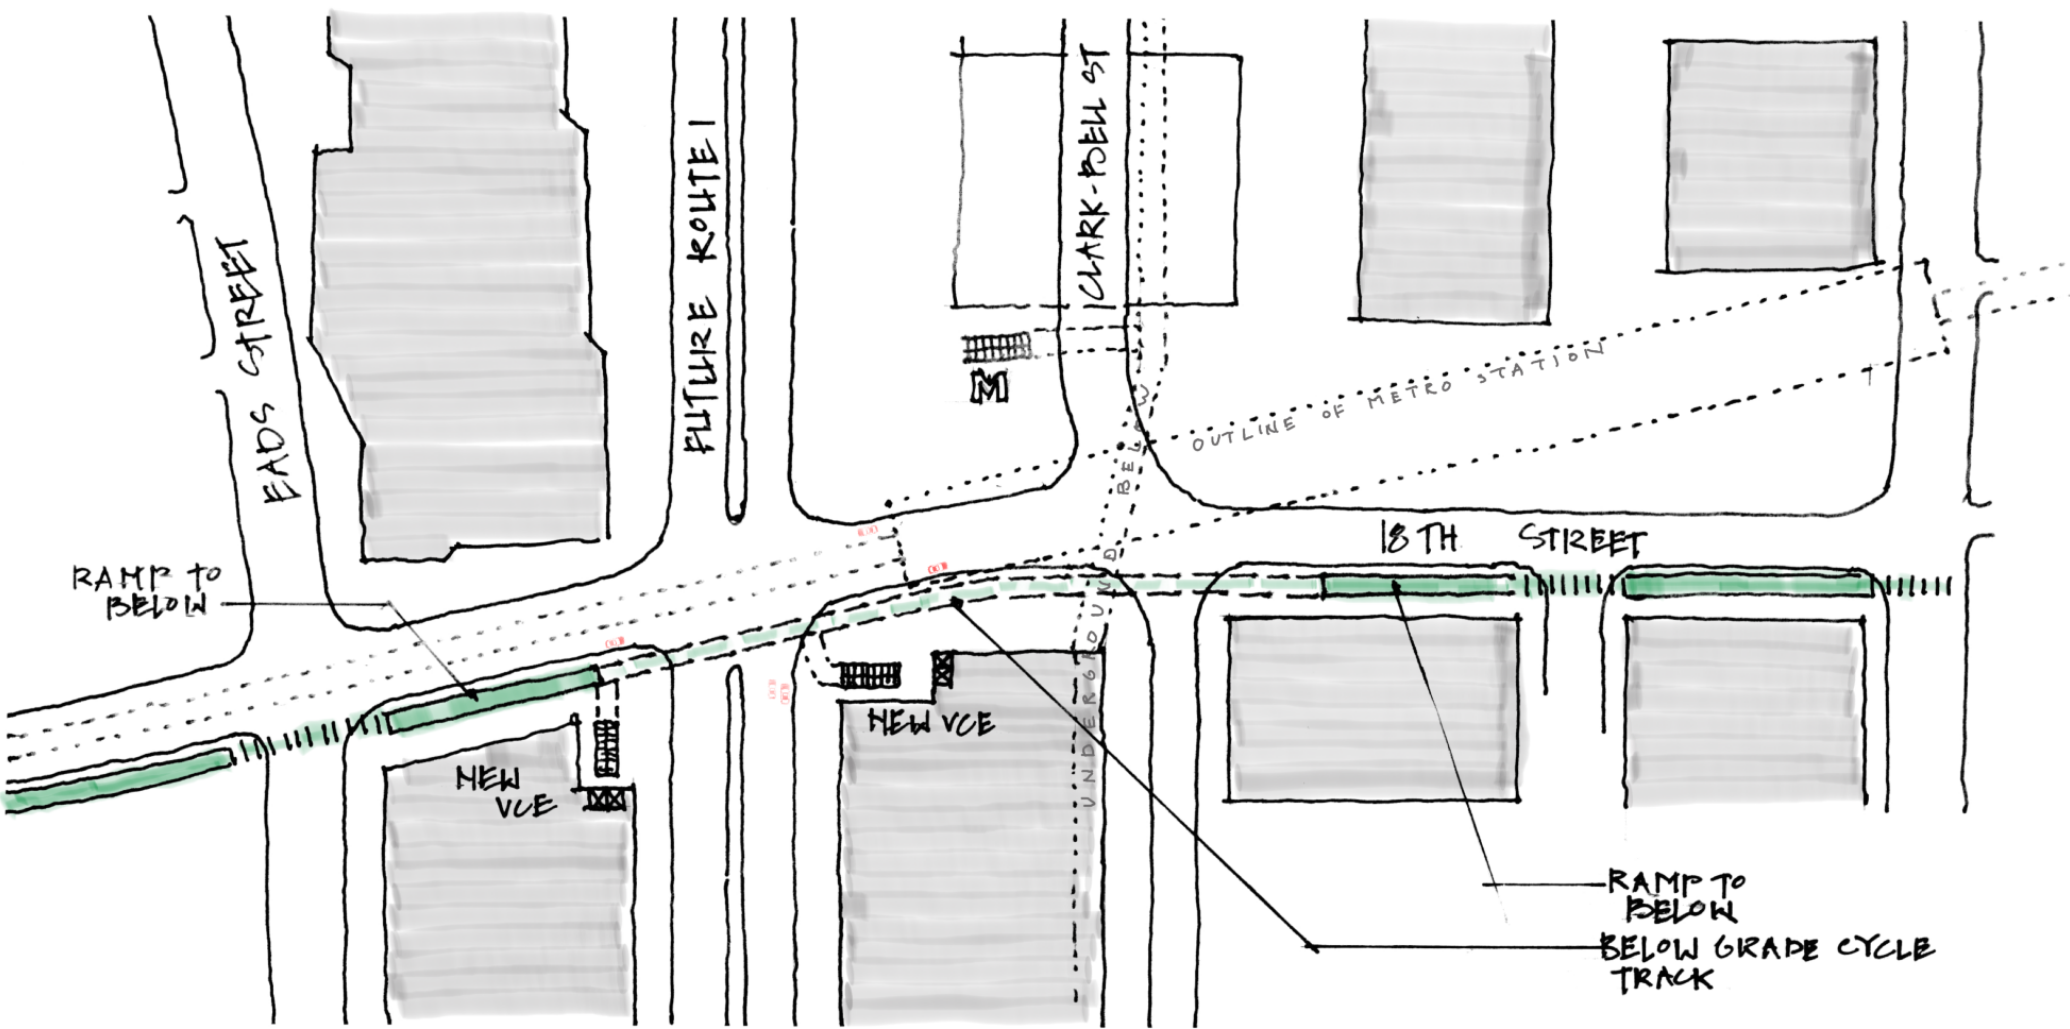 EADS STREET
FUTURE ROUTE 1
CLARK-BELL ST
M
OUTLINE OF METRO STATION
UNDERGROUND
BELOW
18TH STREET
RAMP TO
BELOW
NEW
VCE
NEW VCE
RAMP TO
BELOW
BELOW GRADE CYCLE
TRACK